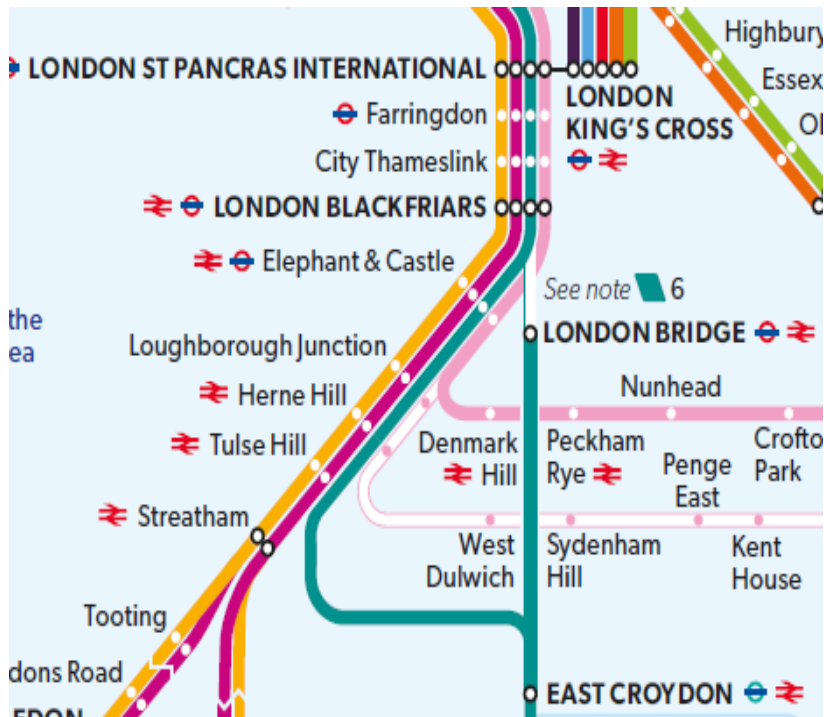 Highbury
LONDON ST PANCRAS INTERNATIONAL
Essex
LONDON
KING'S CROSS
Farringdon
City Thameslink
LONDON BLACKFRIARS
Elephant & Castle
See note 6
the
ea
LONDON BRIDGE
Loughborough Junction
Herne Hill
Nunhead
Tulse Hill
Denmark
Hill
Peckham
Rye
Penge
East
Crofto
Park
Streatham
West
Dulwich
Sydenham
Hill
Kent
House
Tooting
dons Road
EAST CROYDON
EDON